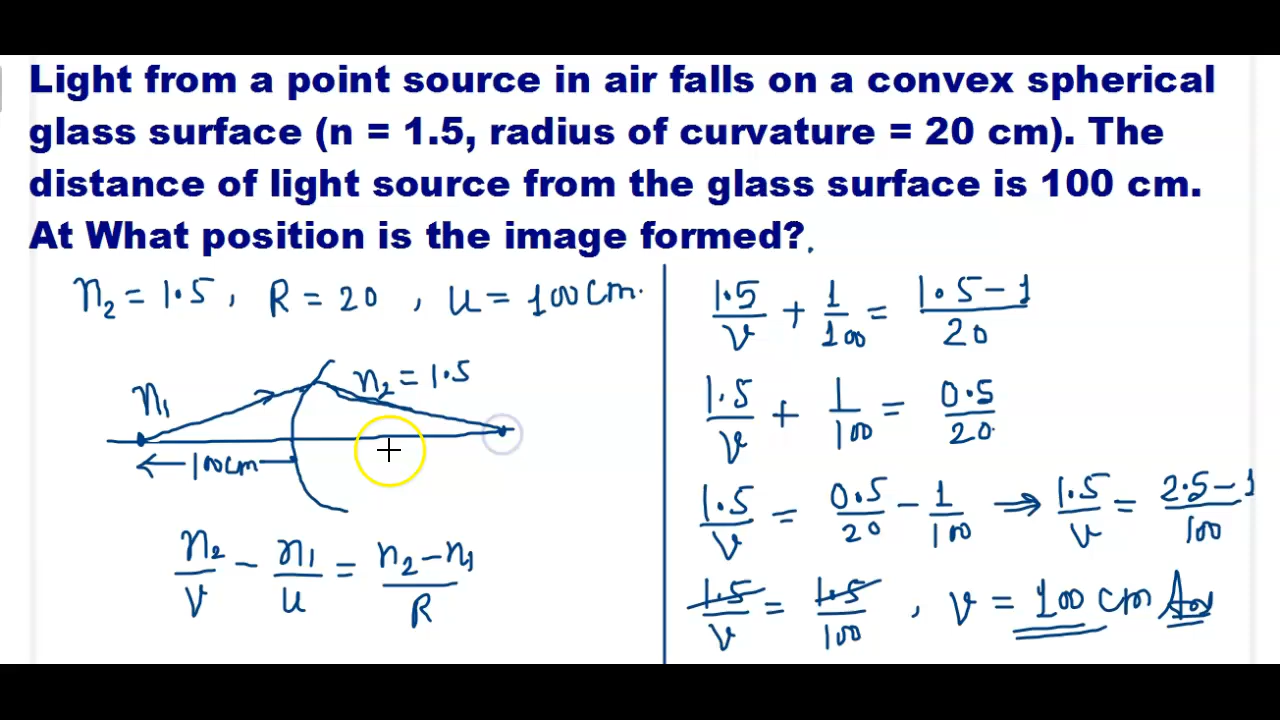 Light from a point source in air falls on a convex spherical
glass surface (n = 1.5, radius of curvature = 20 cm). The
distance of light source from the glass surface is 100 cm.
At What position is the image formed?.
n₂ = 1.5, R = 20, u = 100cm.
n₁
n₂ = 1.5
100cm
n₂/v - n₁/u = n₂-n₁/R
1.5/v + 1/100 = 1.5-1/20
1.5/v + 1/100 = 0.5/20
1.5/v = 0.5/20 - 1/100 ⇒ 1.5/v = 2.5-1/100
1.5/v = 1.5/100, v = 100 cm Ans